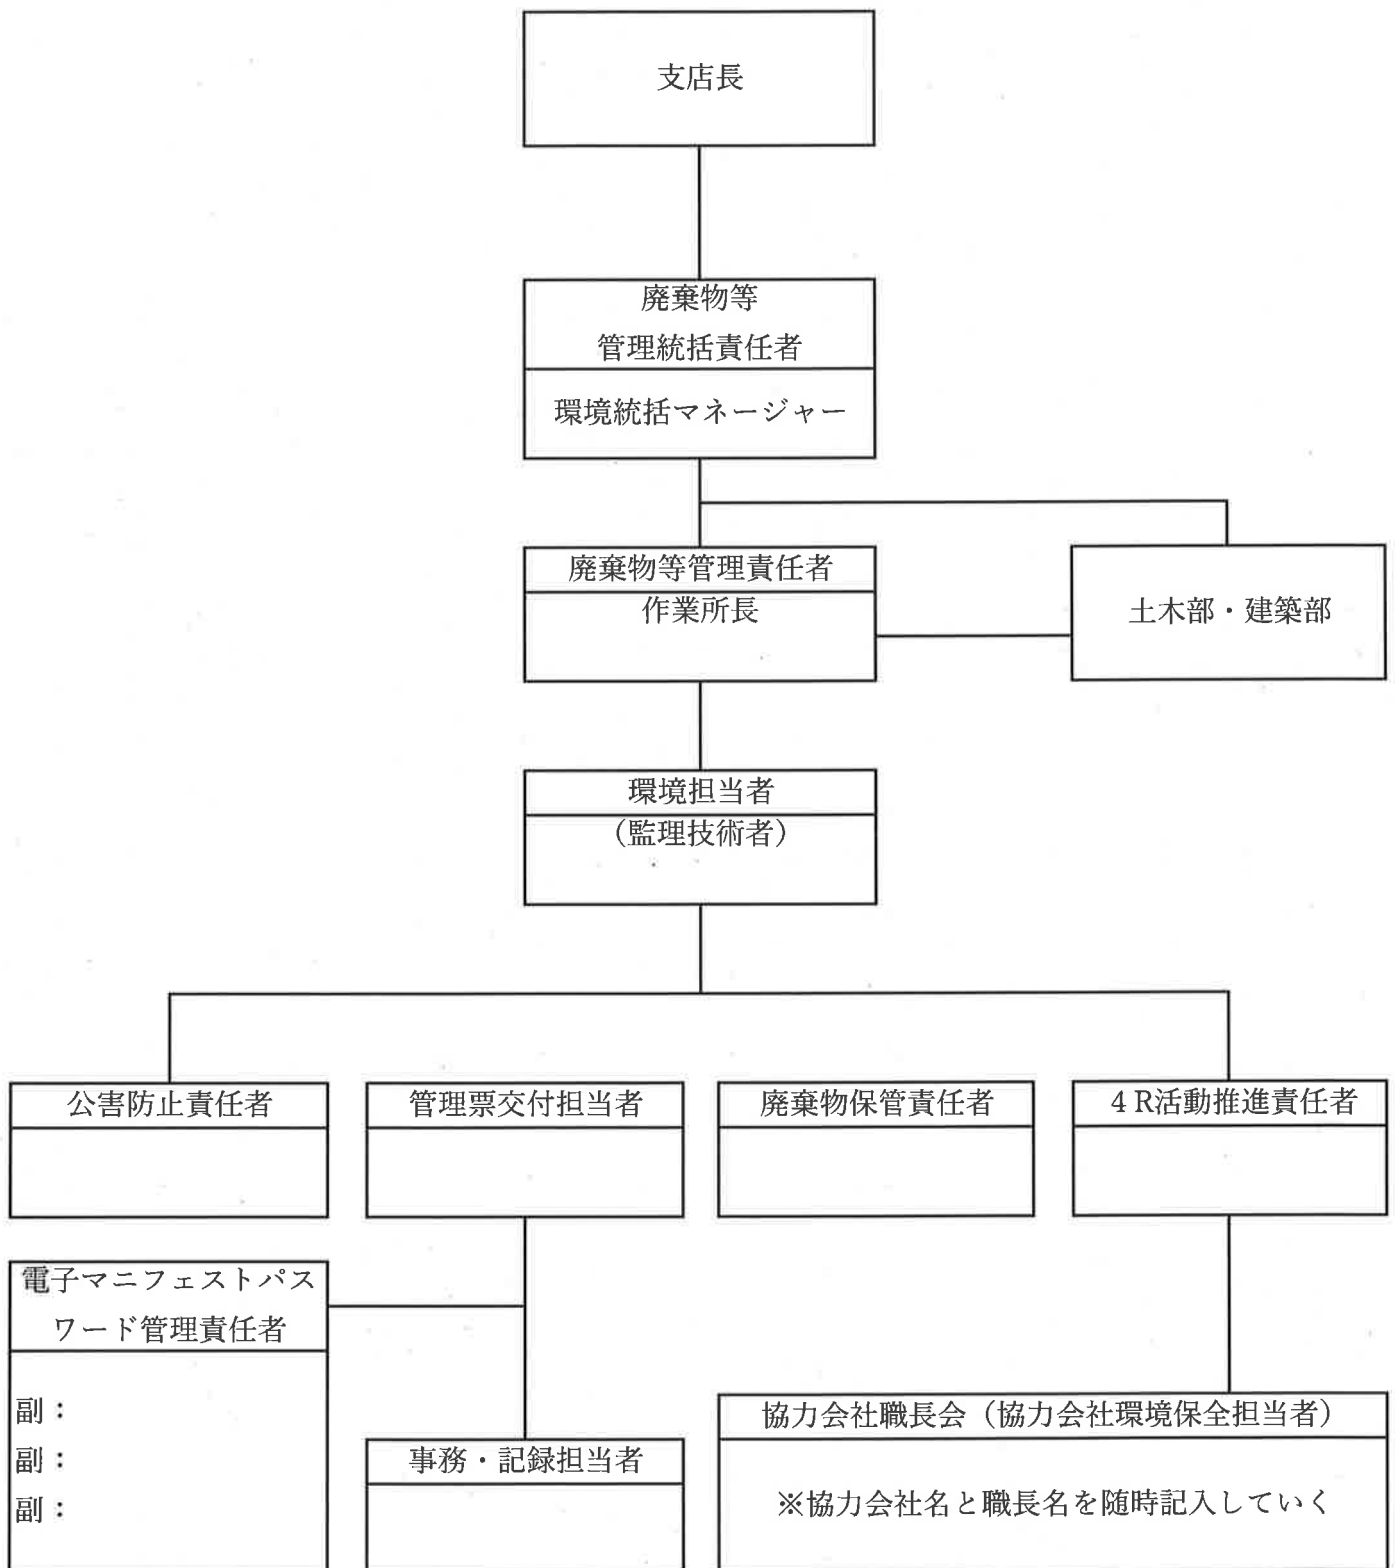 支店長
廃棄物等
管理統括責任者
環境統括マネージャー
廃棄物等管理責任者
作業所長
土木部・建築部
環境担当者
（監理技術者）
公害防止責任者
管理票交付担当者
廃棄物保管責任者
４R活動推進責任者
電子マニフェストパス
ワード管理責任者
副：
副：
副：
事務・記録担当者
協力会社職長会（協力会社環境保全担当者）
※協力会社名と職長名を随時記入していく